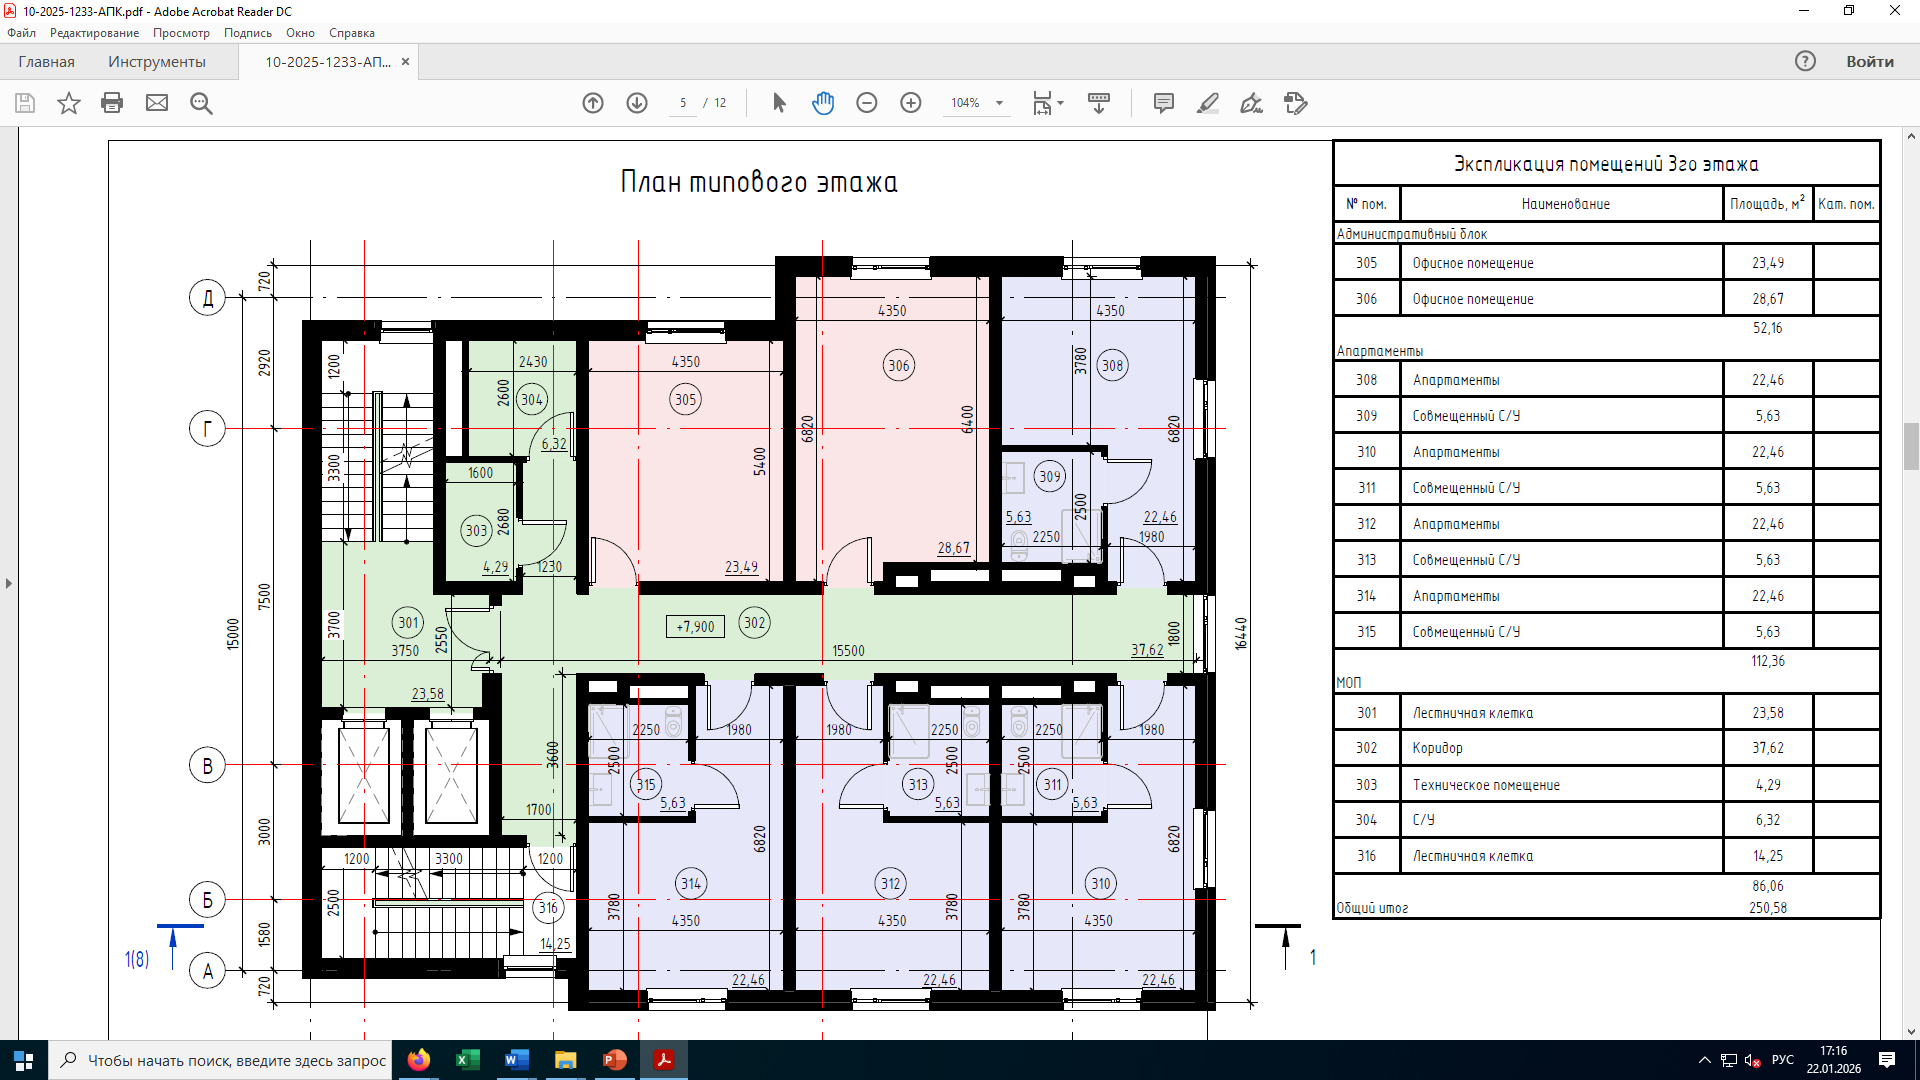 10-2025-1233-АПК.pdf - Adobe Acrobat Reader DC
Файл Редактирование Просмотр Подпись Окно Справка
Главная Инструменты 10-2025-1233-АП... × ? Войти
5 / 12 104%
План типового этажа
Экспликация помещений 3го этажа
№ пом. Наименование Площадь, м² Кат. пом.
Административный блок
305 Офисное помещение 23,49
306 Офисное помещение 28,67
52,16
Апартаменты
308 Апартаменты 22,46
309 Совмещенный С/У 5,63
310 Апартаменты 22,46
311 Совмещенный С/У 5,63
312 Апартаменты 22,46
313 Совмещенный С/У 5,63
314 Апартаменты 22,46
315 Совмещенный С/У 5,63
112,36
МОП
301 Лестничная клетка 23,58
302 Коридор 37,62
303 Техническое помещение 4,29
304 С/У 6,32
316 Лестничная клетка 14,25
86,06
Общий итог 250,58
720
Д
4350 4350
2920
1200 2430 4350 3780
306 308
2600 304 305
6820 6400 6820
Г
6,32
3300 1600 5400
309
2680 2500
303
5,63 22,46
2250 1980
28,67
4,29 1230 23,49
7500
15000
3700 301 2550 +7,900 302 1800 16440
3750 15500 37,62
23,58
2250 1980 1980 2250 2250 1980
3600 2500 2500 2500
В
315 313 311
5,63 5,63 5,63
1700
3000
6820 6820
1200 3300 1200
314 312 310
Б
2500 316 3780 3780 3780
4350 4350 4350
1580
14,25
1(8) 1
А
22,46 22,46 22,46
720
Чтобы начать поиск, введите здесь запрос
РУС
17:16
22.01.2026